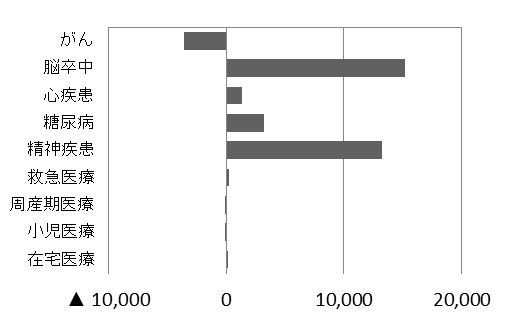 がん
脳卒中
心疾患
糖尿病
精神疾患
救急医療
周産期医療
小児医療
在宅医療
▲ 10,000 0 10,000 20,000